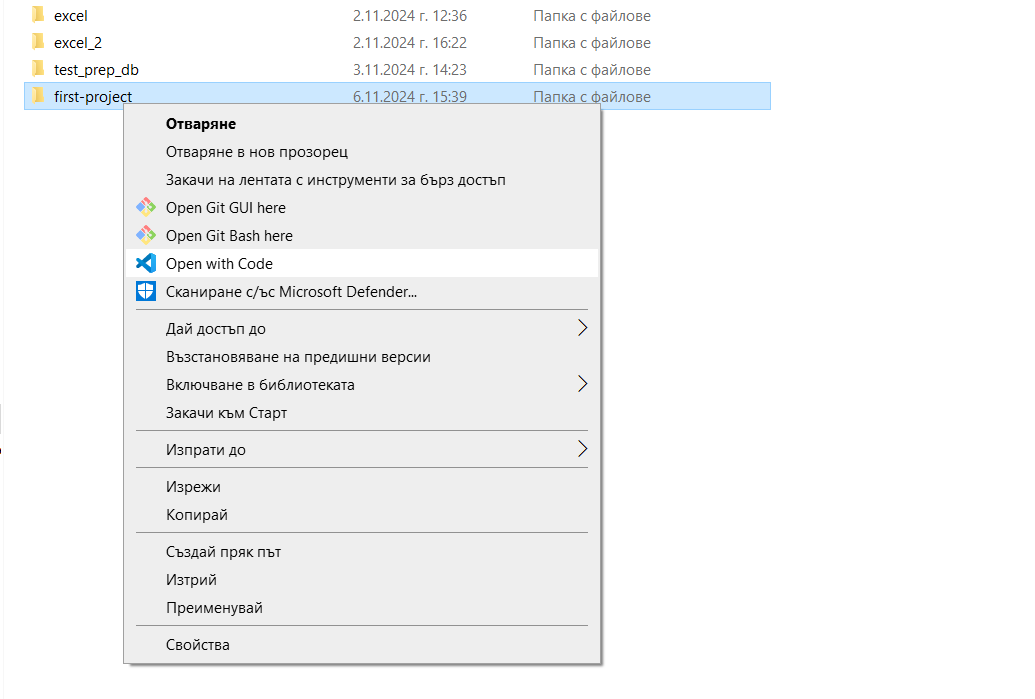 excel 2.11.2024 г. 12:36 Папка с файлове
excel_2 2.11.2024 г. 16:22 Папка с файлове
test_prep_db 3.11.2024 г. 14:23 Папка с файлове
first-project 6.11.2024 г. 15:39 Папка с файлове
Отваряне
Отваряне в нов прозорец
Закачи на лентата с инструменти за бърз достъп
Open Git GUI here
Open Git Bash here
Open with Code
Сканиране с/ъс Microsoft Defender...
Дай достъп до
Възстановяване на предишни версии
Включване в библиотеката
Закачи към Старт
Изпрати до
Изрежи
Копирай
Създай пряк път
Изтрий
Преименувай
Свойства